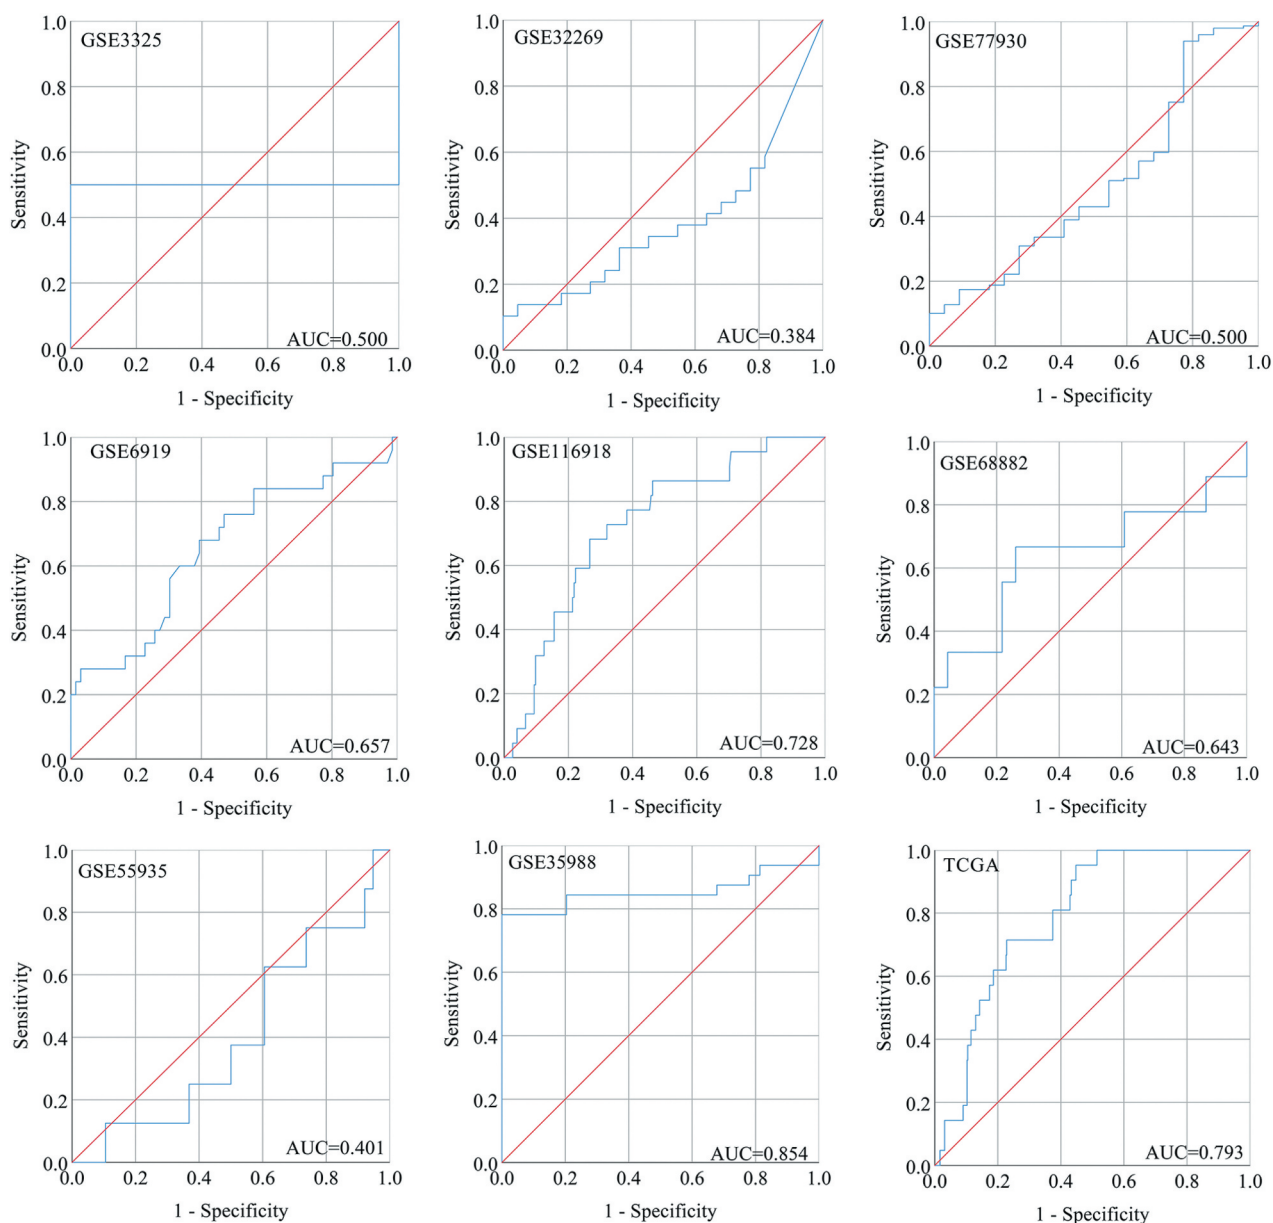 GSE3325
1.0
0.8
0.6
0.4
0.2
0.0
Sensitivity
AUC=0.500
0.0 0.2 0.4 0.6 0.8 1.0
1 - Specificity
GSE32269
1.0
0.8
0.6
0.4
0.2
0.0
Sensitivity
AUC=0.384
0.0 0.2 0.4 0.6 0.8 1.0
1 - Specificity
GSE77930
1.0
0.8
0.6
0.4
0.2
0.0
Sensitivity
AUC=0.500
0.0 0.2 0.4 0.6 0.8 1.0
1 - Specificity
GSE6919
1.0
0.8
0.6
0.4
0.2
0.0
Sensitivity
AUC=0.657
0.0 0.2 0.4 0.6 0.8 1.0
1 - Specificity
GSE116918
1.0
0.8
0.6
0.4
0.2
0.0
Sensitivity
AUC=0.728
0.0 0.2 0.4 0.6 0.8 1.0
1 - Specificity
GSE68882
1.0
0.8
0.6
0.4
0.2
0.0
Sensitivity
AUC=0.643
0.0 0.2 0.4 0.6 0.8 1.0
1 - Specificity
GSE55935
1.0
0.8
0.6
0.4
0.2
0.0
Sensitivity
AUC=0.401
0.0 0.2 0.4 0.6 0.8 1.0
1 - Specificity
GSE35988
1.0
0.8
0.6
0.4
0.2
0.0
Sensitivity
AUC=0.854
0.0 0.2 0.4 0.6 0.8 1.0
1 - Specificity
TCGA
1.0
0.8
0.6
0.4
0.2
0.0
Sensitivity
AUC=0.793
0.0 0.2 0.4 0.6 0.8 1.0
1 - Specificity